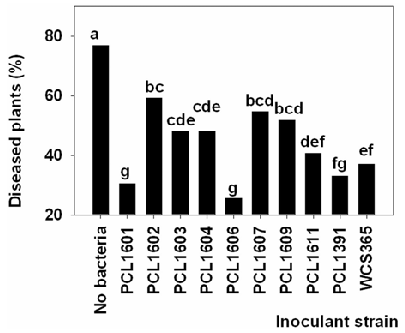 Diseased plants (%)
80
60
40
20
a
g
bc
cde
cde
g
bcd
bcd
def
fg
ef
No bacteria
PCL1601
PCL1602
PCL1603
PCL1604
PCL1606
PCL1607
PCL1609
PCL1611
PCL1391
WCS365
Inoculant strain